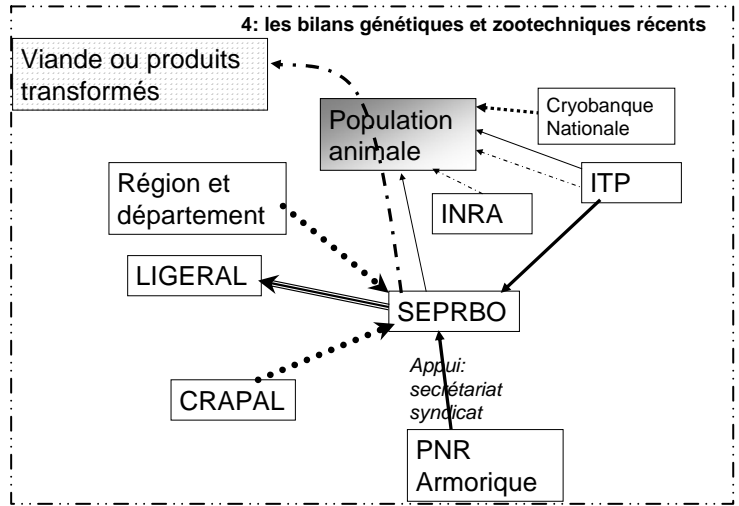 4: les bilans génétiques et zootechniques récents
Viande ou produits
transformés
Population
animale
Cryobanque
Nationale
Région et
département
INRA
ITP
LIGERAL
SEPRBO
CRAPAL
Appui:
secrétariat
syndicat
PNR
Armorique